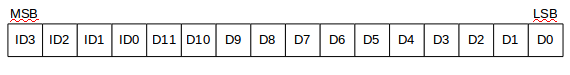 MSB LSB
ID3 ID2 ID1 ID0 D11 D10 D9 D8 D7 D6 D5 D4 D3 D2 D1 D0